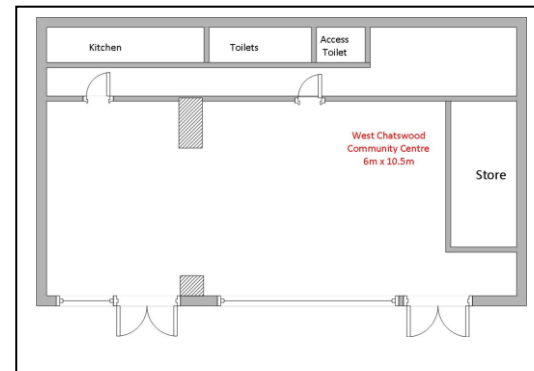 Kitchen
Toilets
Access
Toilet
West Chatswood
Community Centre
6m x 10.5m
Store